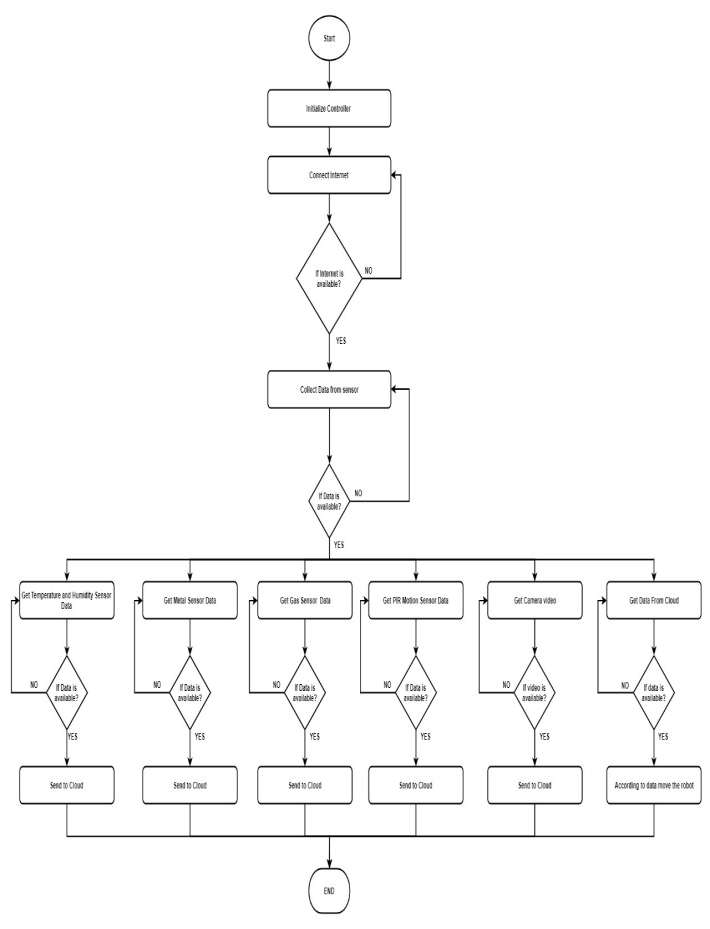 Start
Initialize Controller
Connect Internet
If Internet is
available?
NO
YES
Collect Data from sensor
If Data is
available?
NO
YES
Get Temperature and Humidity Sensor
Data
Get Metal Sensor Data
Get Gas Sensor Data
Get PIR Motion Sensor Data
Get Camera video
Get Data From Cloud
If Data is
available?
NO
YES
If Data is
available?
NO
YES
If Data is
available?
NO
YES
If Data is
available?
NO
YES
If video is
available?
NO
YES
If data is
available?
NO
YES
Send to Cloud
Send to Cloud
Send to Cloud
Send to Cloud
Send to Cloud
According to data move the robot
END